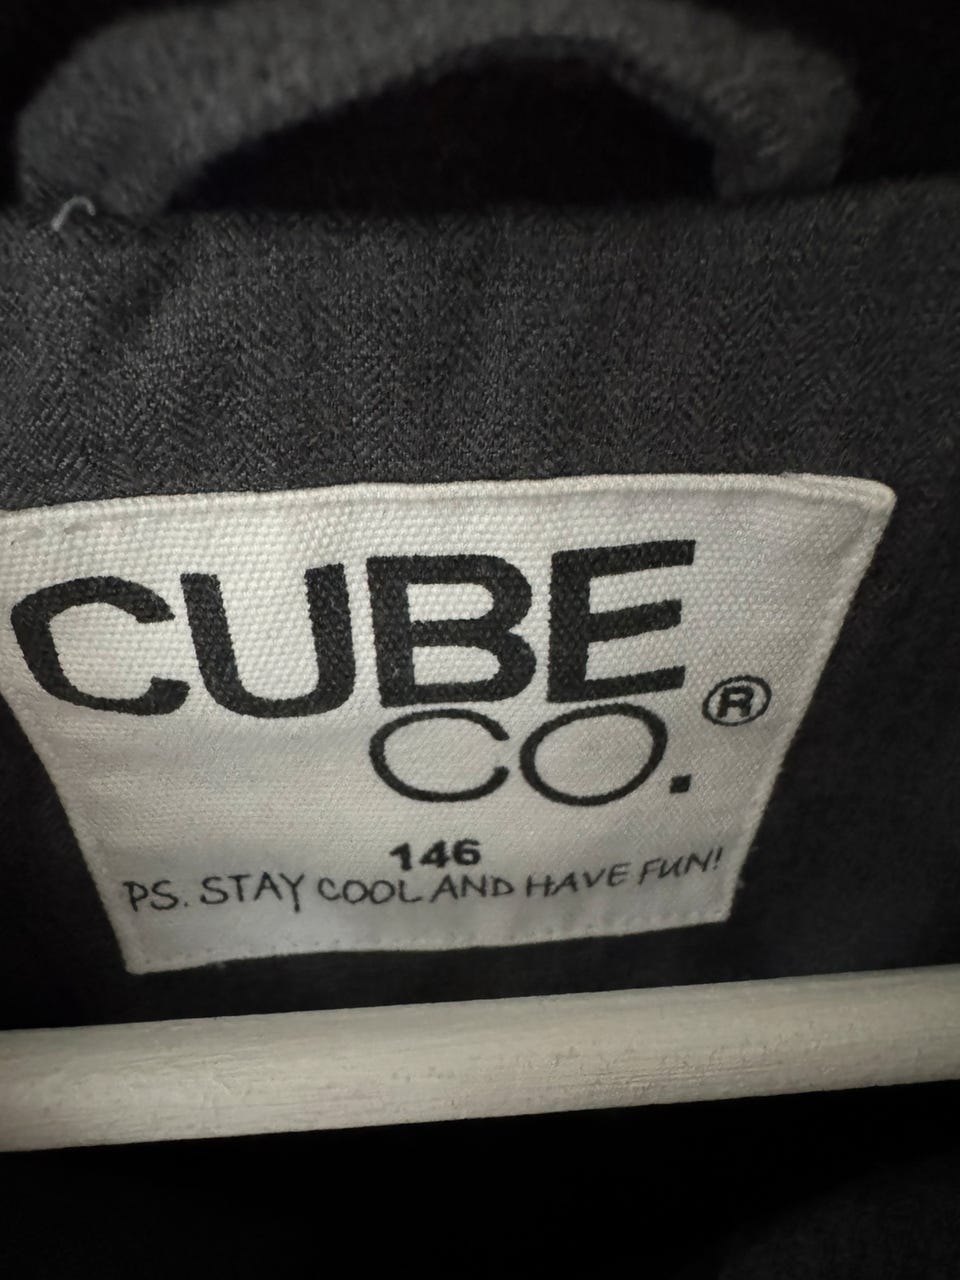 CUBE
CO.®
146
PS. STAY COOL AND HAVE FUN!